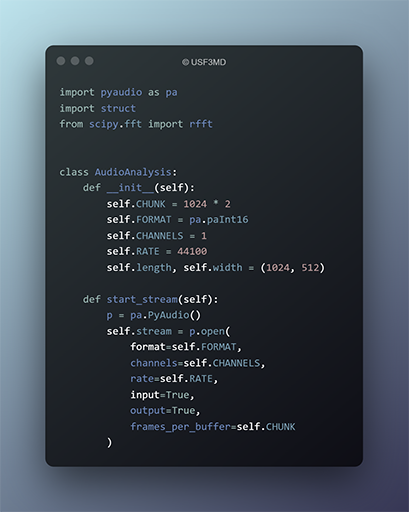 © USF3MD
import pyaudio as pa
import struct
from scipy.fft import rfft
class AudioAnalysis:
    def __init__(self):
        self.CHUNK = 1024 * 2
        self.FORMAT = pa.paInt16
        self.CHANNELS = 1
        self.RATE = 44100
        self.length, self.width = (1024, 512)
    def start_stream(self):
        p = pa.PyAudio()
        self.stream = p.open(
            format=self.FORMAT,
            channels=self.CHANNELS,
            rate=self.RATE,
            input=True,
            output=True,
            frames_per_buffer=self.CHUNK
        )